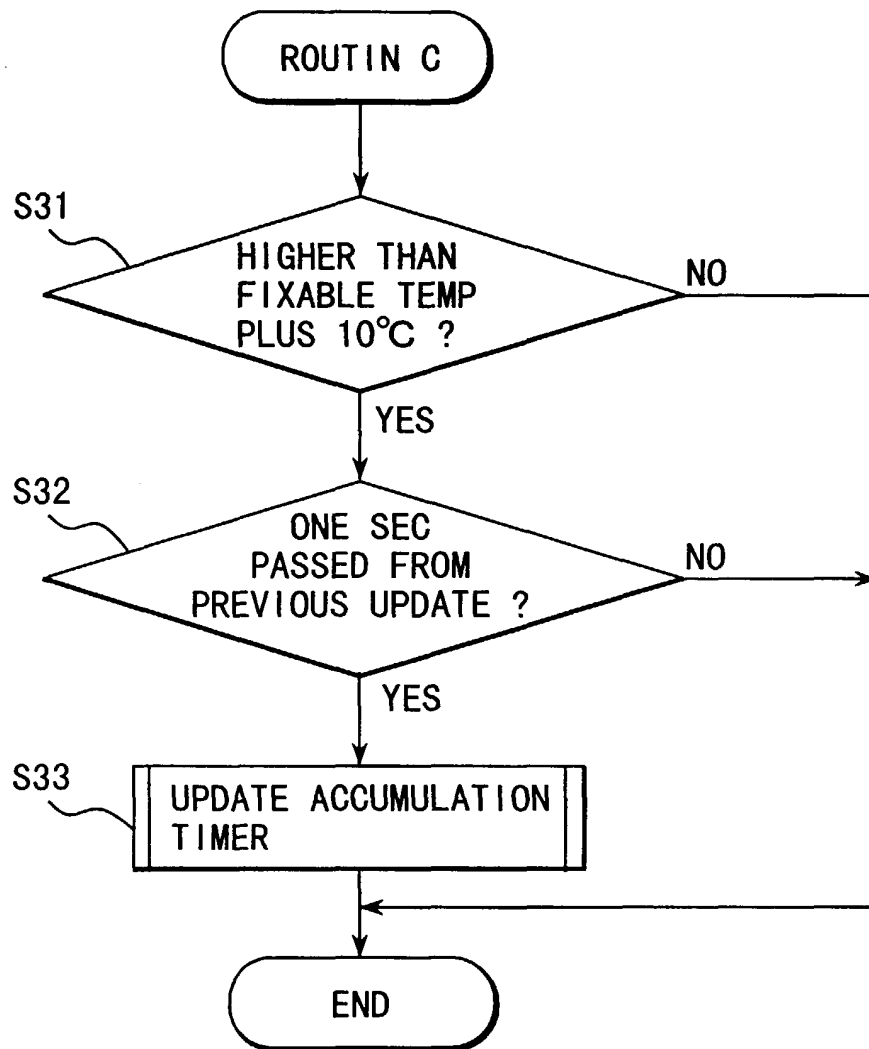 ROUTIN C
S31
HIGHER THAN
FIXABLE TEMP
PLUS 10℃ ?
NO
YES
S32
ONE SEC
PASSED FROM
PREVIOUS UPDATE ?
NO
YES
S33
UPDATE ACCUMULATION
TIMER
END